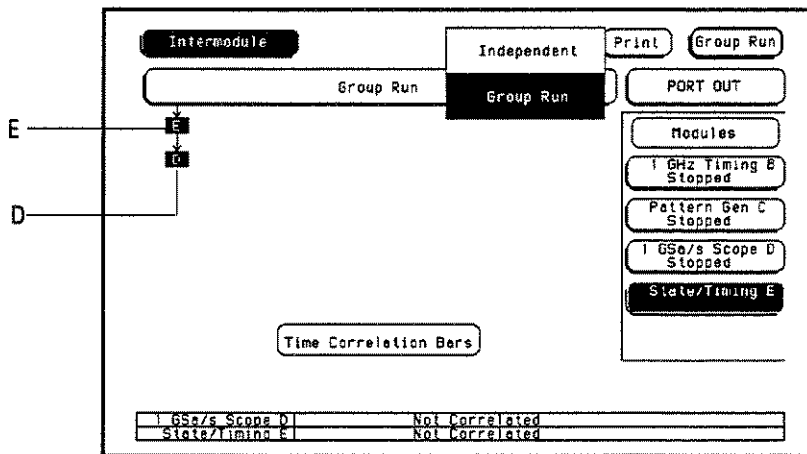 Intermodule
Independent
Print
Group Run
Group Run
Group Run
PORT OUT
E
E
Modules
D
D
1 GHz Timing B
Stopped
Pattern Gen C
Stopped
1 GSa/s Scope D
Stopped
State/Timing E
Time Correlation Bars
1 GSa/s Scope D Not Correlated
State/Timing E Not Correlated